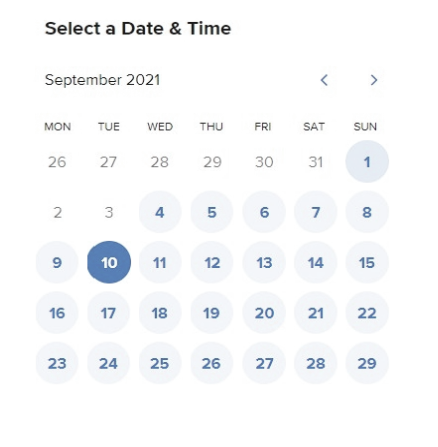 Select a Date & Time
September 2021
MON TUE WED THU FRI SAT SUN
26 27 28 29 30 31 1
2 3 4 5 6 7 8
9 10 11 12 13 14 15
16 17 18 19 20 21 22
23 24 25 26 27 28 29